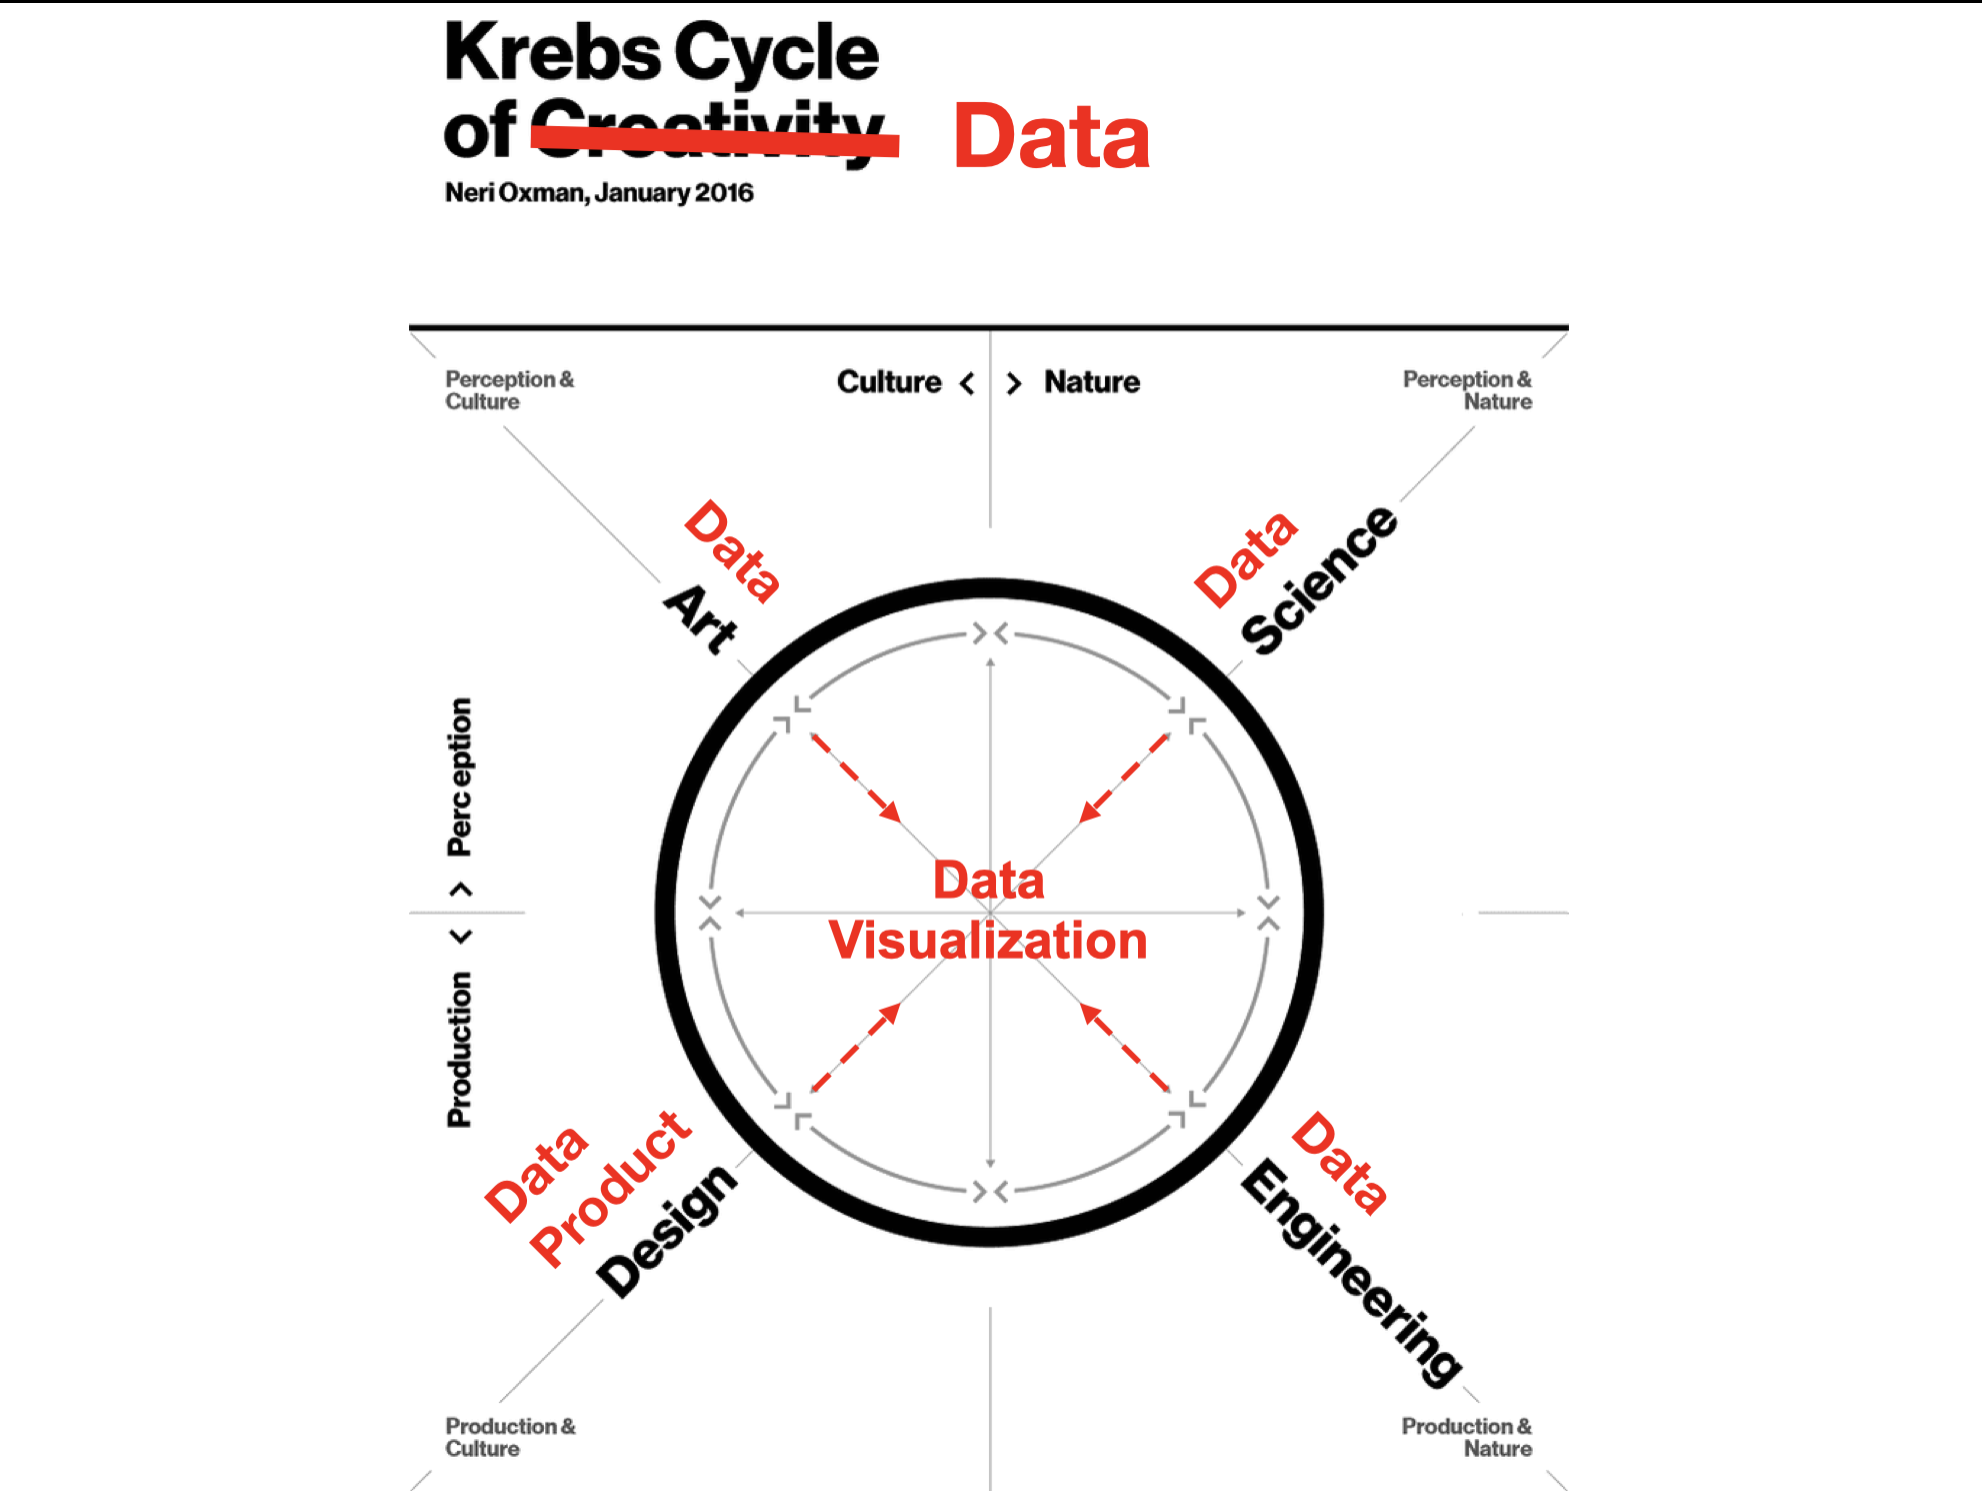 Krebs Cycle
of Creativity Data
Neri Oxman, January 2016
Perception &
Culture
Culture < > Nature
Perception &
Nature
Data
Art
Data
Science
Production < > Perception
Data
Visualization
Data
Product
Design
Data
Engineering
Production &
Culture
Production &
Nature